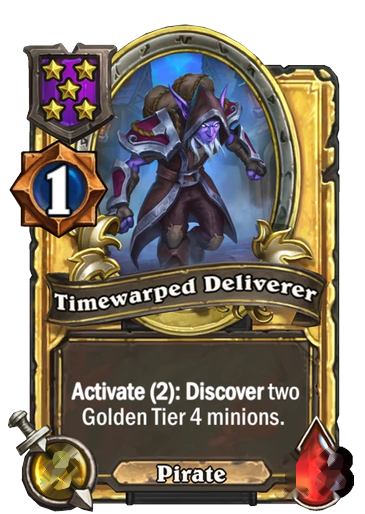 1
Timewarped Deliverer
Activate (2): Discover two
Golden Tier 4 minions.
Pirate